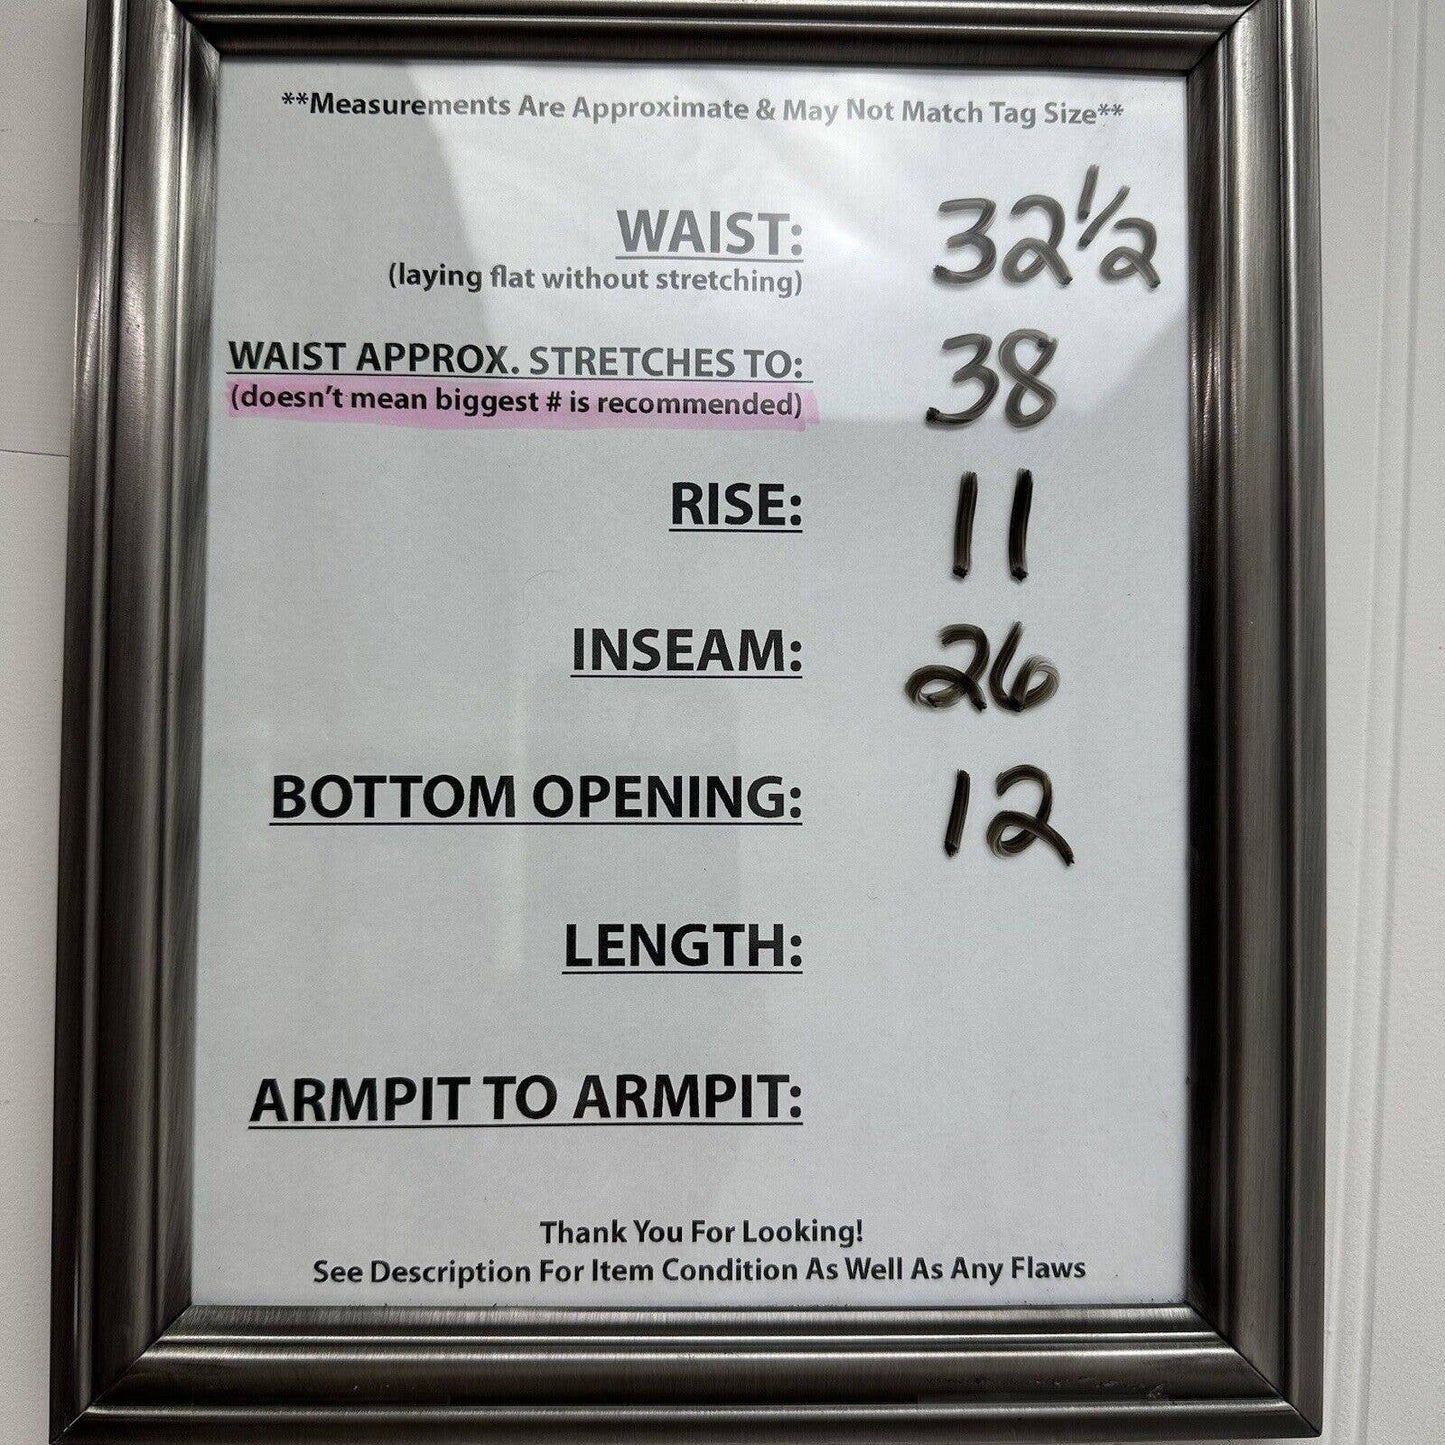 **Measurements Are Approximate & May Not Match Tag Size**
WAIST: 32½
(laying flat without stretching)
WAIST APPROX. STRETCHES TO: 38
(doesn't mean biggest # is recommended)
RISE: 11
INSEAM: 26
BOTTOM OPENING: 12
LENGTH:
ARMPIT TO ARMPIT:
Thank You For Looking!
See Description For Item Condition As Well As Any Flaws